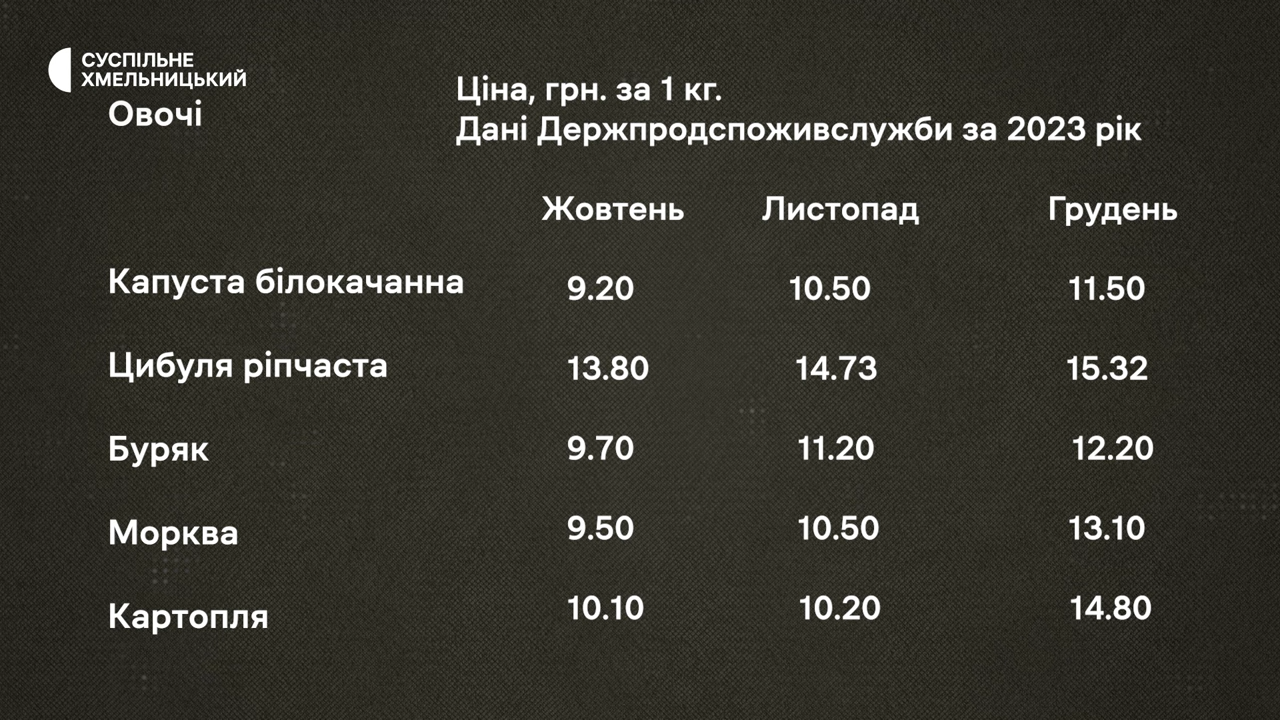 СУСПІЛЬНЕ
ХМЕЛЬНИЦЬКИЙ
Овочі
Ціна, грн. за 1 кг.
Дані Держпродспоживслужби за 2023 рік
Жовтень Листопад Грудень
Капуста білокачанна 9.20 10.50 11.50
Цибуля ріпчаста 13.80 14.73 15.32
Буряк 9.70 11.20 12.20
Морква 9.50 10.50 13.10
Картопля 10.10 10.20 14.80